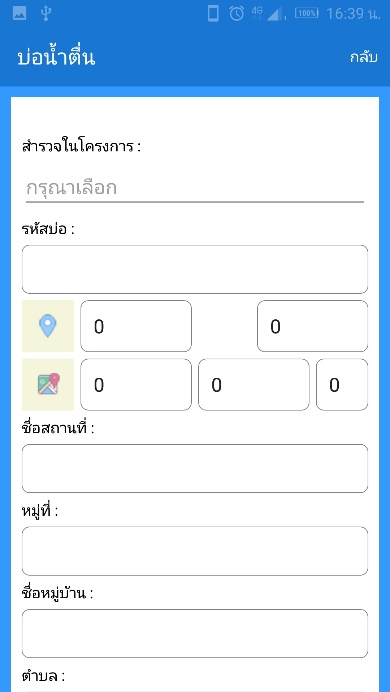 4G 100% 16:39 น.
บ่อน้ำตื่น กลับ
สำรวจในโครงการ :
กรุณาเลือก
รหัสบ่อ :
0 0
0 0 0
ชื่อสถานที่ :
หมู่ที่ :
ชื่อหมู่บ้าน :
ตำบล :